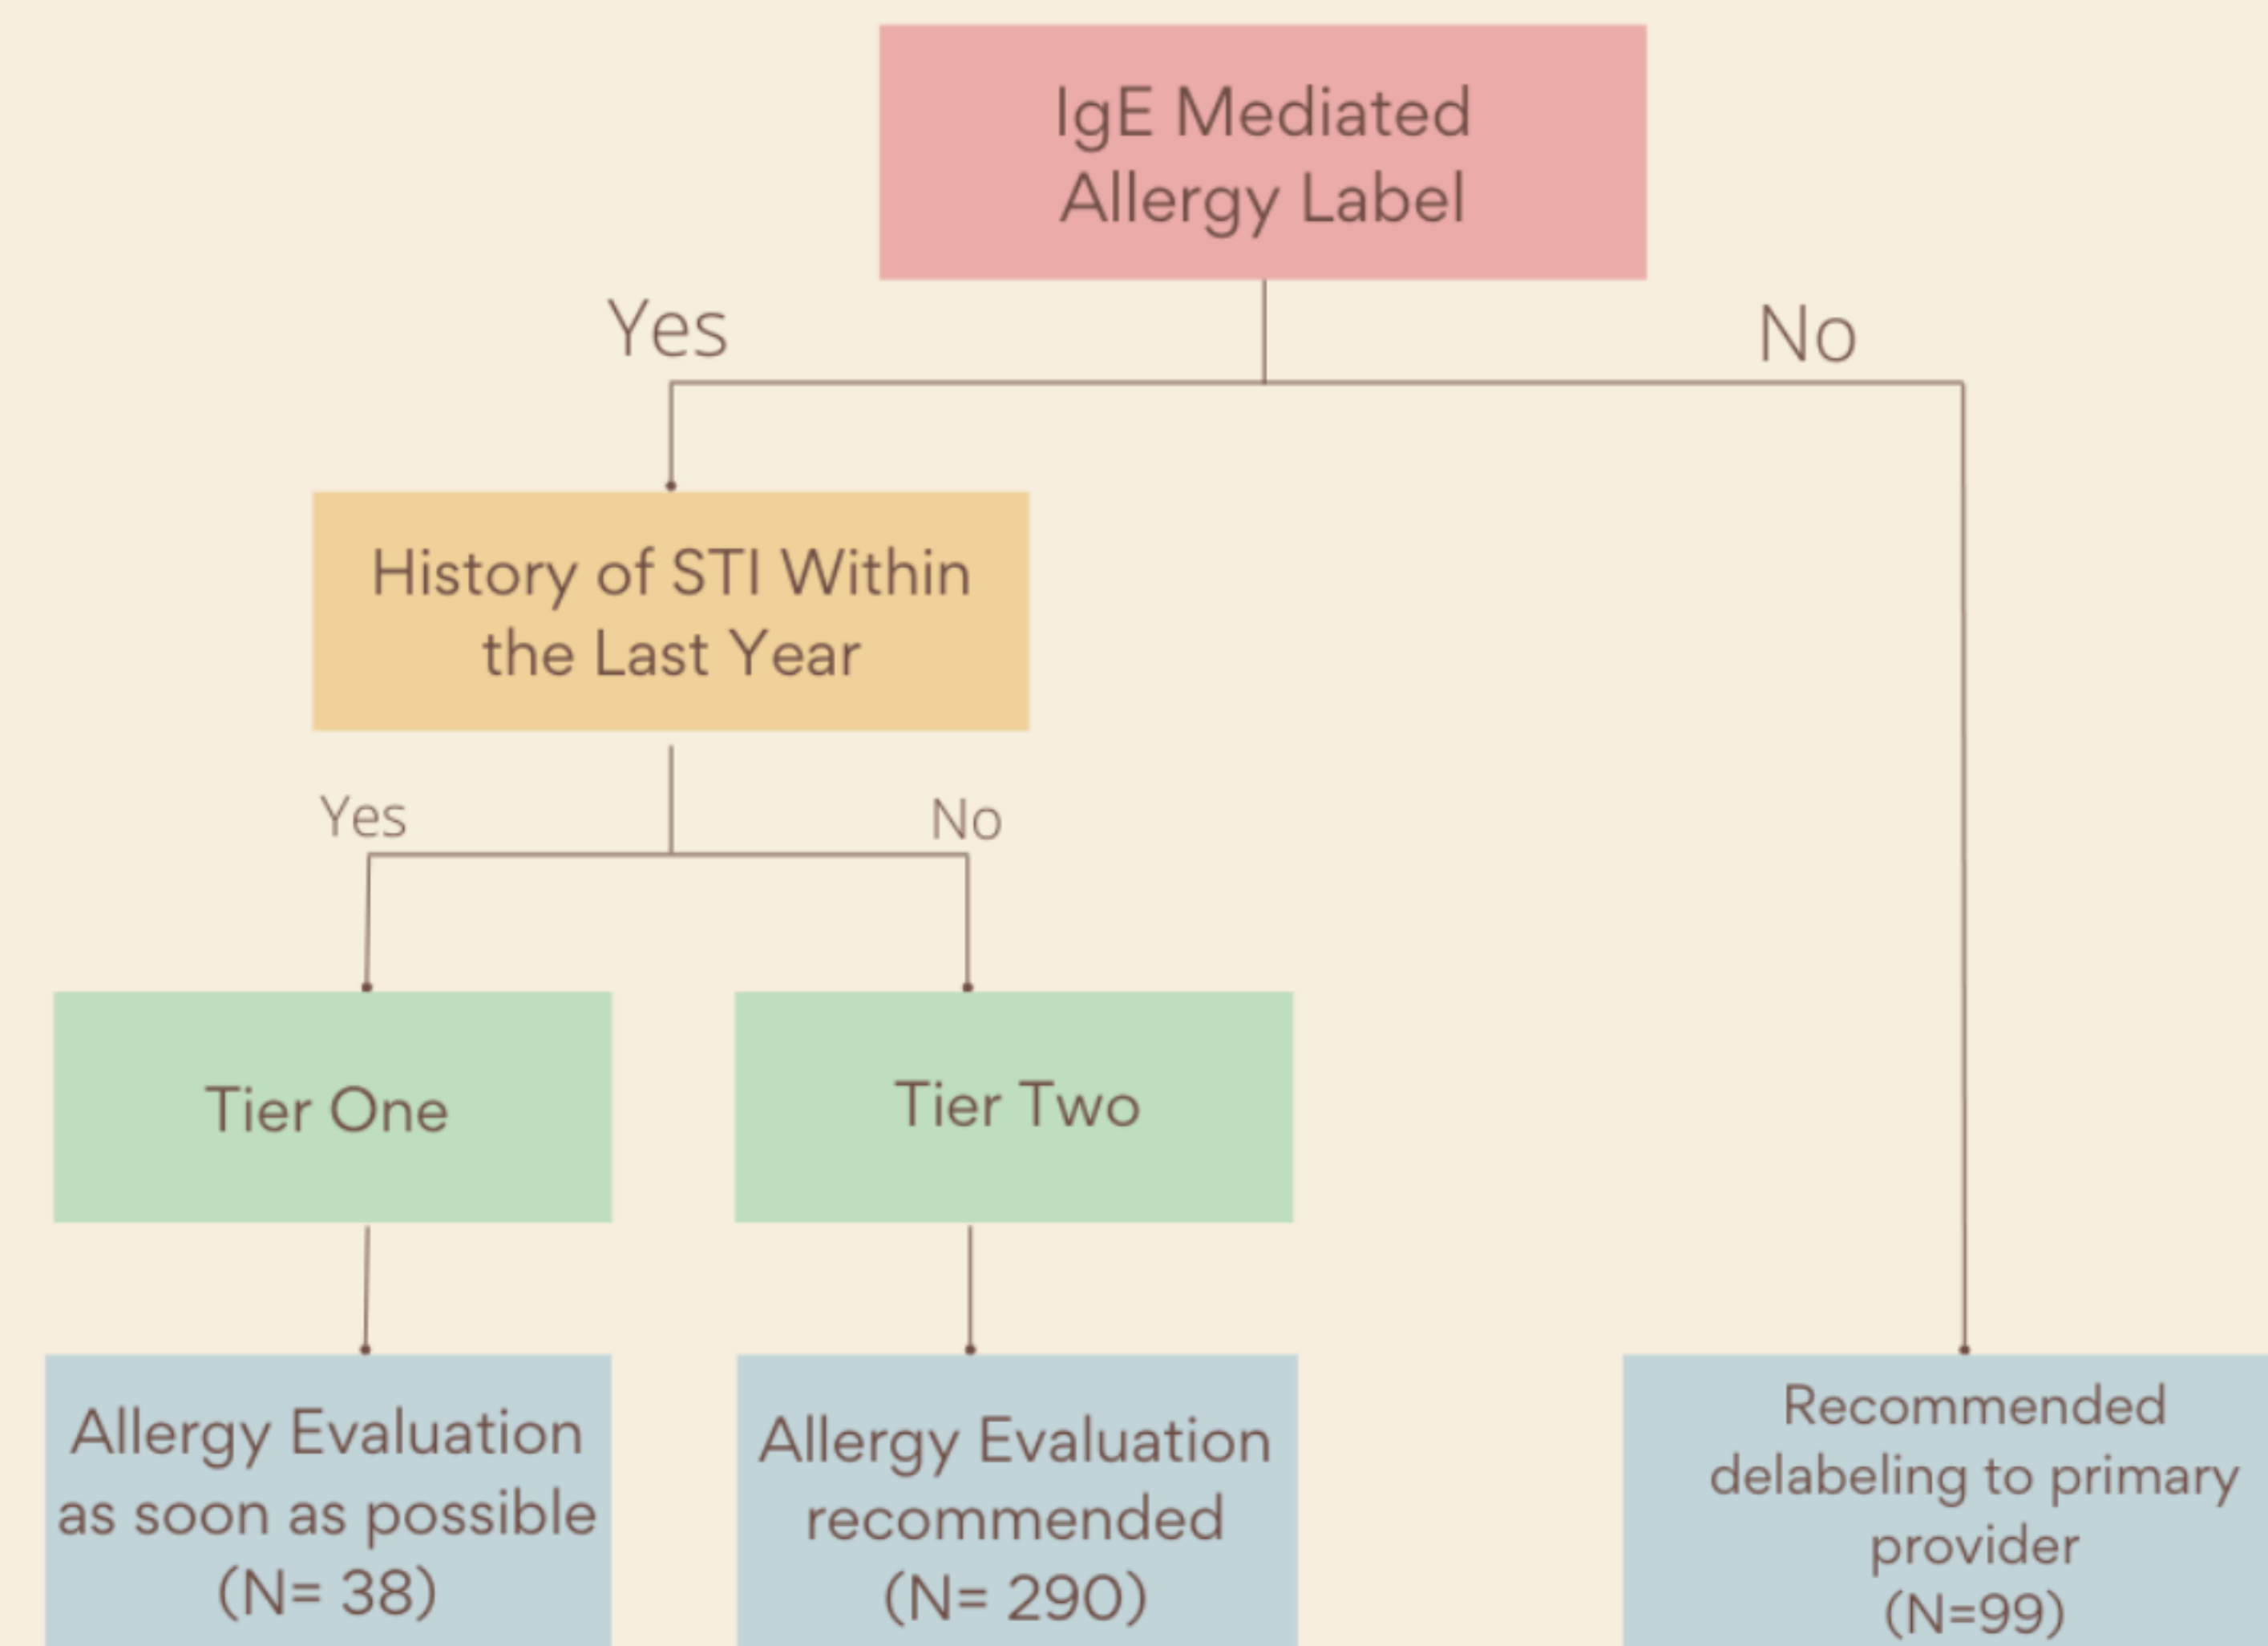 IgE Mediated
Allergy Label
Yes
No
History of STI Within
the Last Year
Yes
No
Tier One
Tier Two
Allergy Evaluation
as soon as possible
(N= 38)
Allergy Evaluation
recommended
(N= 290)
Recommended
delabeling to primary
provider
(N=99)